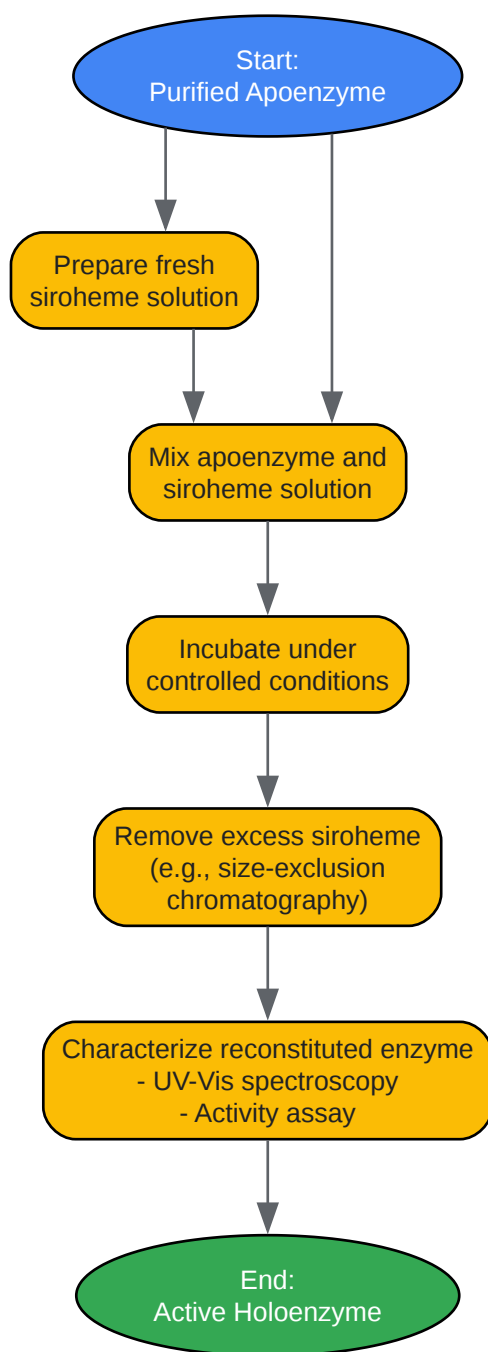 Start:
Purified Apoenzyme
Prepare fresh
siroheme solution
Mix apoenzyme and
siroheme solution
Incubate under
controlled conditions
Remove excess siroheme
(e.g., size-exclusion
chromatography)
Characterize reconstituted enzyme
- UV-Vis spectroscopy
- Activity assay
End:
Active Holoenzyme